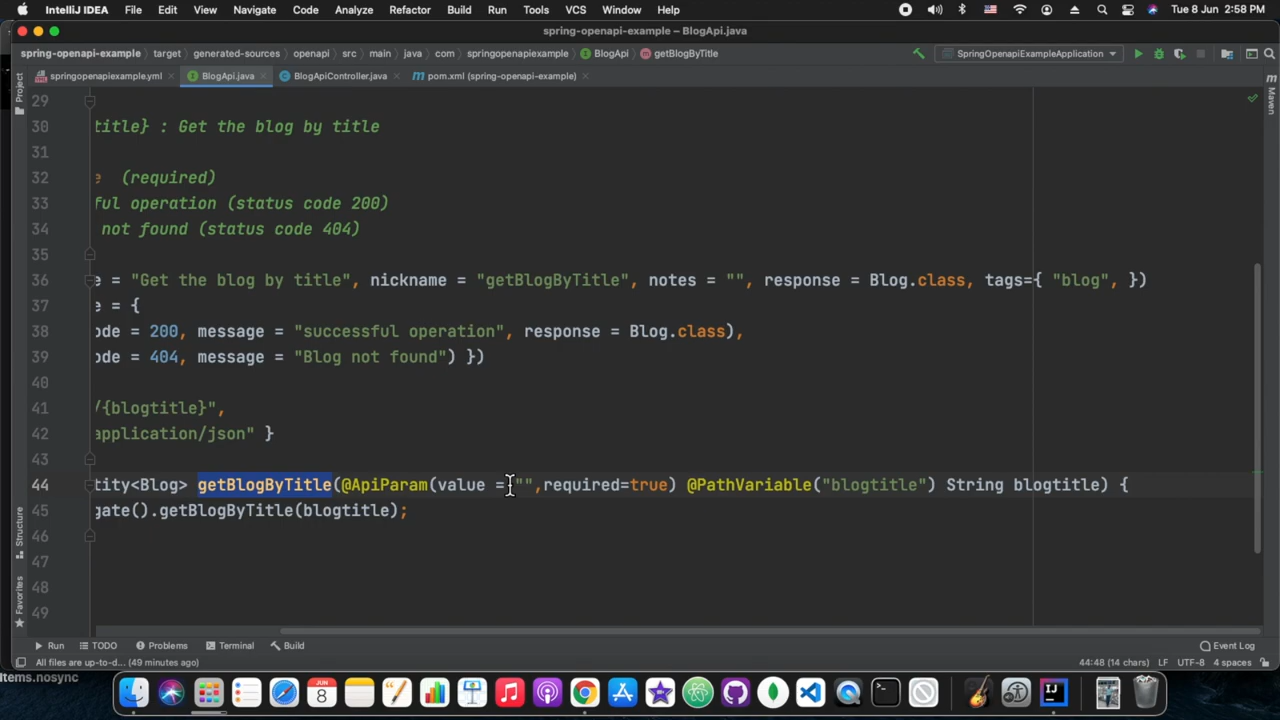 IntelliJ IDEA File Edit View Navigate Code Analyze Refactor Build Run Tools VCS Window Help Tue 8 Jun 2:58 PM
spring-openapi-example – BlogApi.java
spring-openapi-example target generated-sources openapi src main java com springopenapiexample BlogApi getBlogByTitle SpringOpenapiExampleApplication
springopenapiexample.yml BlogApi.java BlogApiController.java pom.xml (spring-openapi-example)
Project
Maven
29
30 title} : Get the blog by title
31
32 e (required)
33 ful operation (status code 200)
34 not found (status code 404)
35
36 e = "Get the blog by title", nickname = "getBlogByTitle", notes = "", response = Blog.class, tags={ "blog", })
37 e = {
38 ode = 200, message = "successful operation", response = Blog.class),
39 ode = 404, message = "Blog not found") })
40
41 /{blogtitle}",
42 application/json" }
43
44 tity<Blog> getBlogByTitle(@ApiParam(value = "",required=true) @PathVariable("blogtitle") String blogtitle) {
45 gate().getBlogByTitle(blogtitle);
46
47
48
49
Structure
Favorites
Run TODO Problems Terminal Build Event Log
All files are up-to-d... (49 minutes ago) 44:48 (14 chars) LF UTF-8 4 spaces
Items.nosync
JUN
8